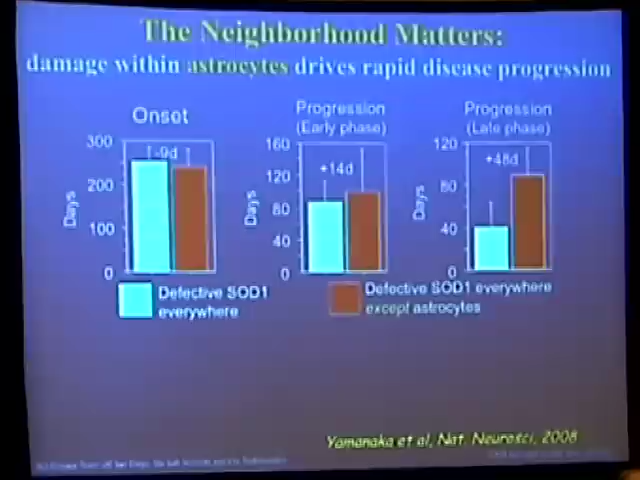 The Neighborhood Matters:
damage within astrocytes drives rapid disease progression
Onset
Progression
(Early phase)
Progression
(Late phase)
300
200
100
0
Days
-9d
160
120
80
40
0
Days
+14d
120
80
40
0
Days
+48d
Defective SOD1
everywhere
Defective SOD1 everywhere
except astrocytes
Yamanaka et al, Nat. Neurosci, 2008